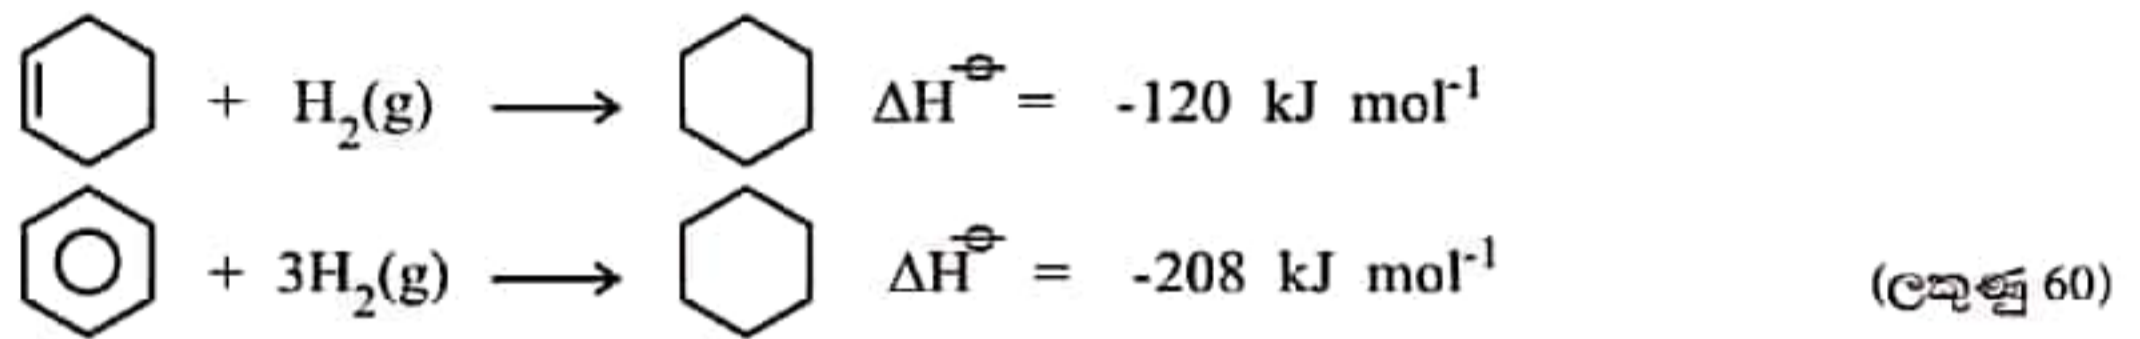 + H₂(g) ⟶ ΔH⦵ = -120 kJ mol⁻¹
+ 3H₂(g) ⟶ ΔH⦵ = -208 kJ mol⁻¹ (ලකුණු 60)